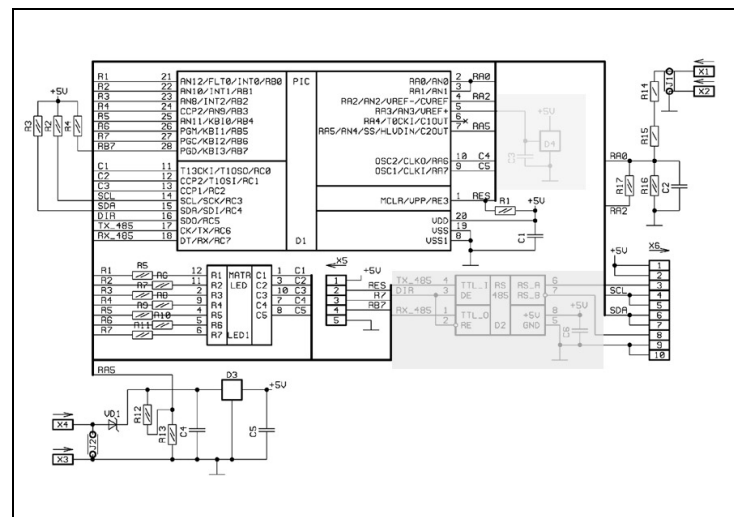 R1 21 AN12/FLT0/INT0/RB0 PIC RA0/AN0 2 RA0
R2 22 AN10/INT1/RB1 RA0/AN1 3
R3 23 AN8/INT2/RB2 RA2/AN2/VREF-/CVREF 4 RA2
R4 24 CCP2/AN9/RB3 RA3/AN3/VREF+ 5
R5 25 AN11/KBI0/RB4 RA4/T0CKI/C1OUT 6
R6 26 PGM/KBI1/RB5 RA5/AN4/SS/HLVDIN/C2OUT 7 RA5
R7 27 PGC/KBI2/RB6
RB7 28 PGD/KBI3/RB7
OSC2/CLKO/RA6 10 C4
OSC1/CLKI/RA7 9 C5
+5V
R3 R2 R4
+5V
D4
C3
X1
X2
J1
R14
R15
RA0
R17 R16 C2
RA2
C1 11 T13CKI/T1OSO/RC0
C2 12 CCP2/T1OSI/RC1
C3 13 CCP1/RC2
SCL 14 SCL/SCK/RC3 MCLR/VPP/RE3 1 RES R1 +5V
SDA 15 SDA/SDI/RC4
DIR 16 SDO/RC5 VDD 20
TX_485 17 CK/TX/RC6 VSS 19
RX_485 18 DT/RX/RC7 D1 VSS1 8
C1
R1 R5 12 R1 MATR C1 1 C1
R2 R6 11 R2 LED C2 3 C2
R3 R7 2 R3 C3 10 C3
R4 R8 9 R4 C4 7 C4
R5 R9 4 R5 C5 8 C5
R6 R10 5 R6
R7 R11 6 R7 LED1
X5
1 +5V
2 RES
3 R7
4 RB7
5
TX_485 4 TTL_I RS RS_A 6
DIR 3 DE 485 RS_B 7
RX_485 1 TTL_O +5V 8 +5V
2 RE D2 GND 5
C6
X6
+5V
SCL
SDA
1
2
3
4
5
6
7
8
9
10
RA5
X4 VD1 R12 D3 +5V
J2 R13 C4 C5
X3